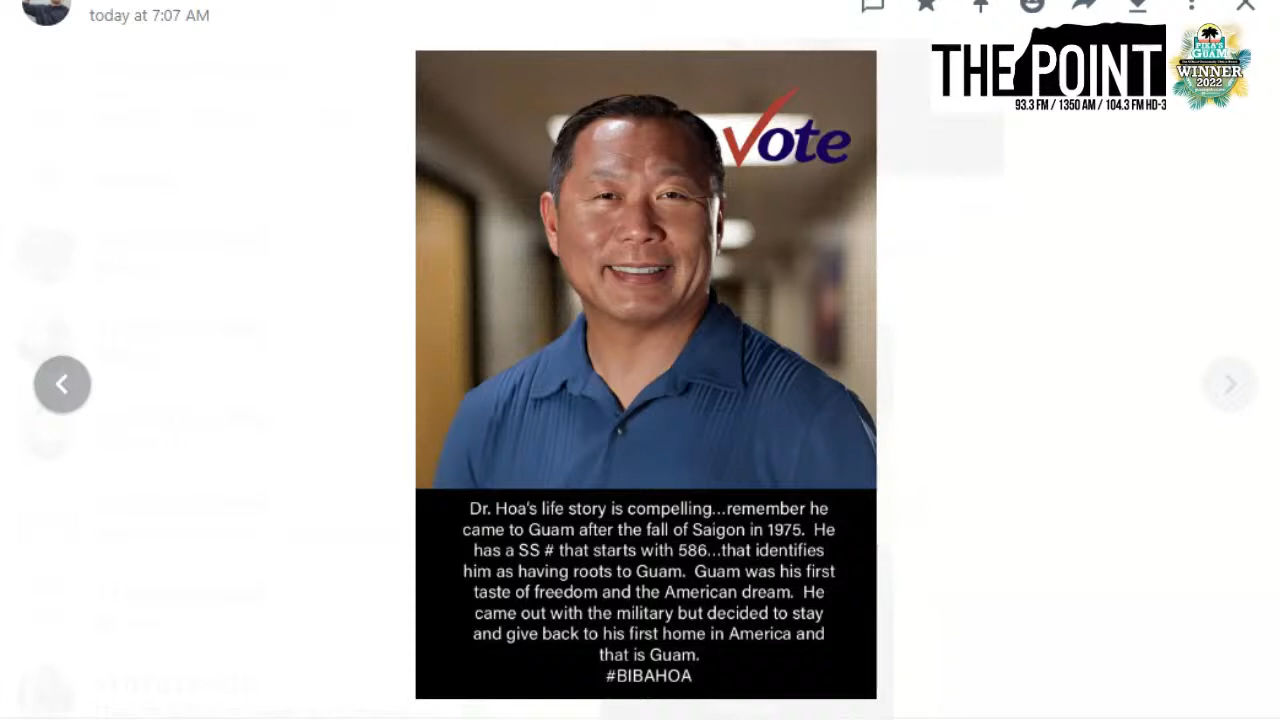 today at 7:07 AM
THE POINT
93.3 FM / 1350 AM / 104.3 FM HD-3
PIKA'S
GUAM
WINNER
2022
Vote
Dr. Hoa's life story is compelling...remember he
came to Guam after the fall of Saigon in 1975. He
has a SS # that starts with 586...that identifies
him as having roots to Guam. Guam was his first
taste of freedom and the American dream. He
came out with the military but decided to stay
and give back to his first home in America and
that is Guam.
#BIBAHOA